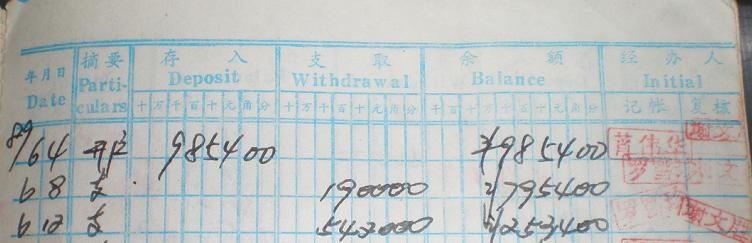 年月日 摘要 存入 支取 余额 经办人
Date Particulars Deposit Withdrawal Balance Initial
十万千百十元角分 十万千百十元角分 十万千百十元角分 记帐 复核
89/6 4 开户 985400 ¥985400
6 8 支 190000 ¥795400
6 12 支 542000 ¥253400